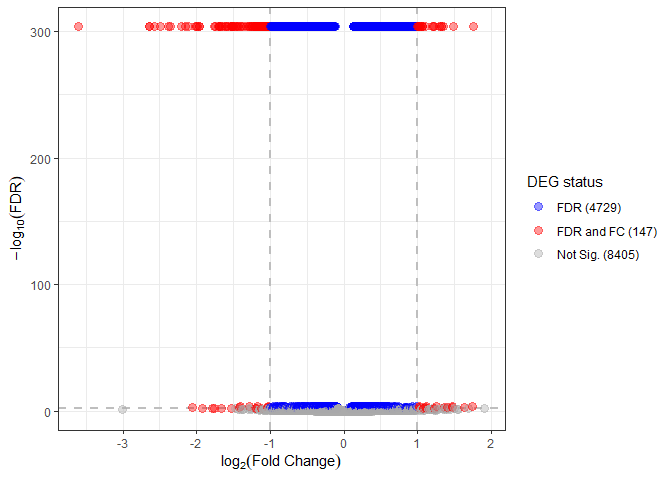 300
200
100
0
−log10(FDR)
-3
-2
-1
0
1
2
log2(Fold Change)
DEG status
FDR (4729)
FDR and FC (147)
Not Sig. (8405)